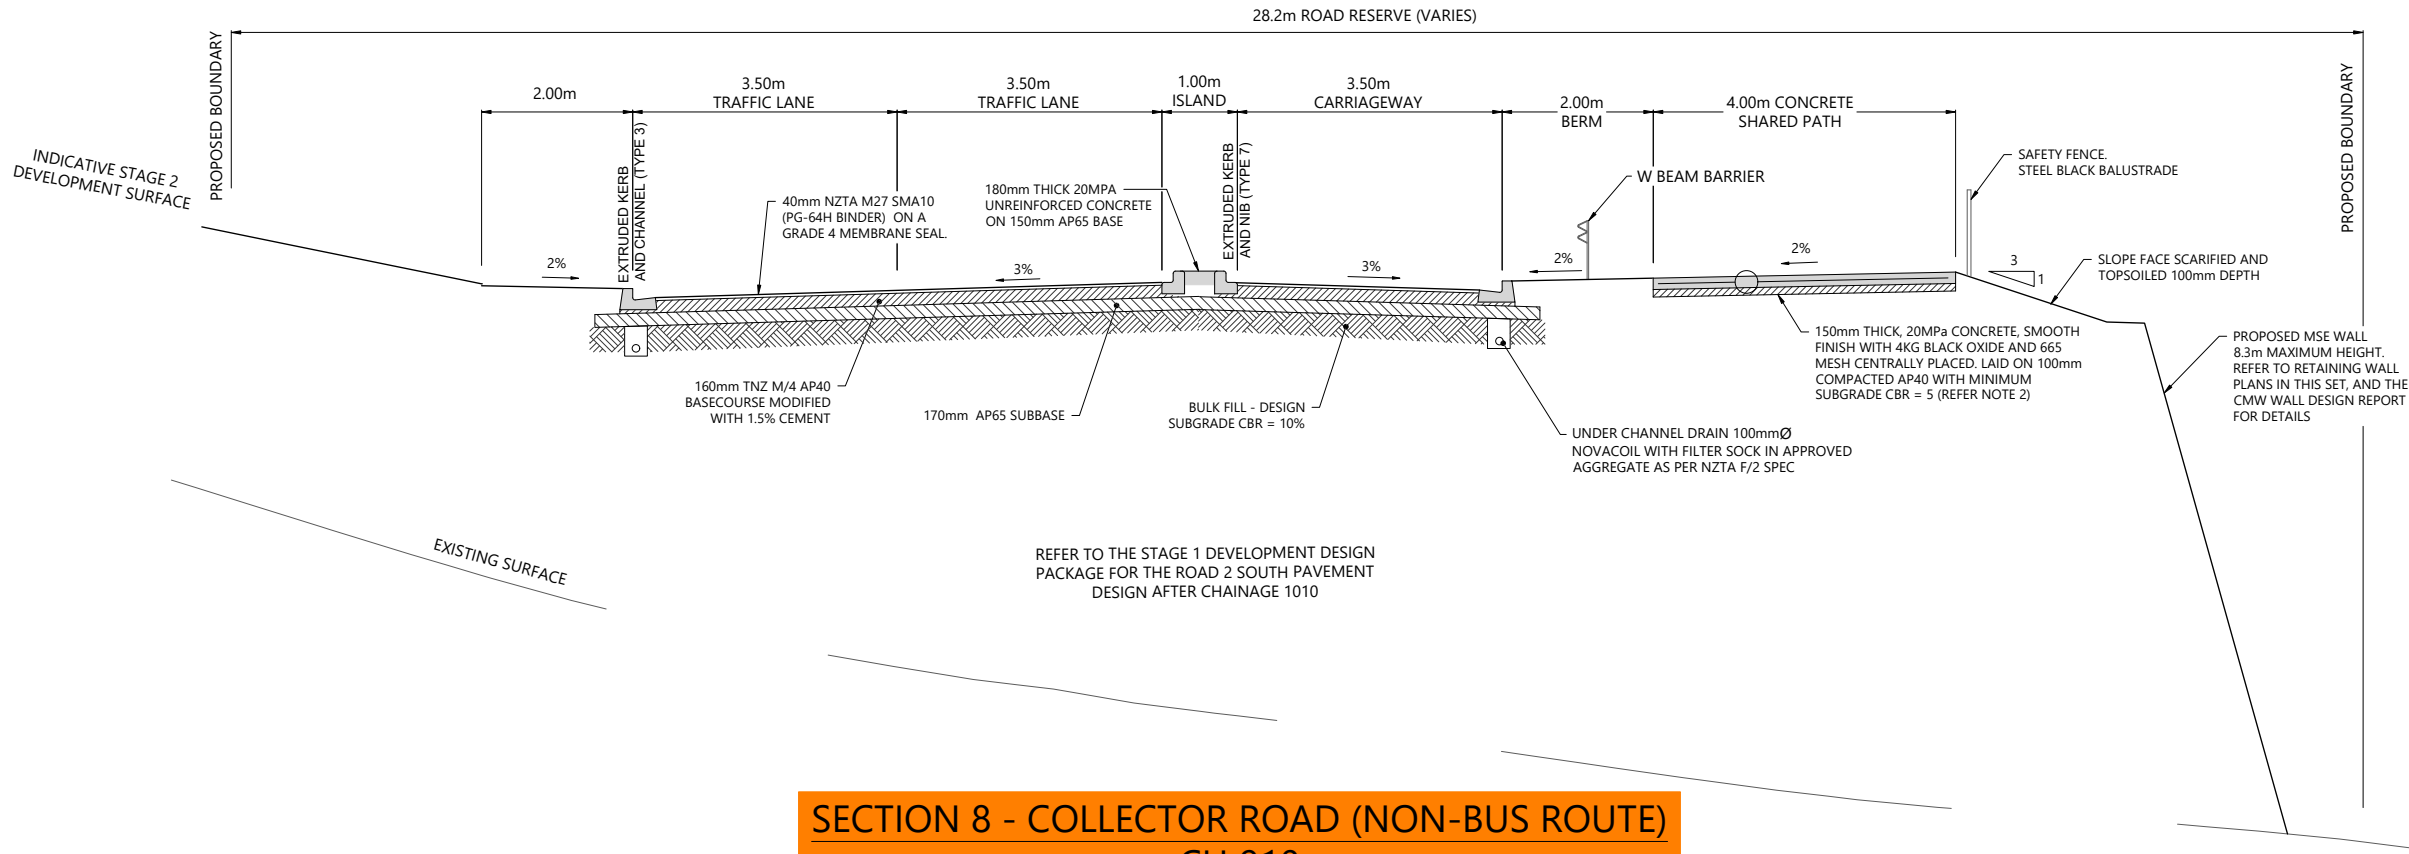 28.2m ROAD RESERVE (VARIES)
PROPOSED BOUNDARY
PROPOSED BOUNDARY
2.00m
3.50m
TRAFFIC LANE
3.50m
TRAFFIC LANE
1.00m
ISLAND
3.50m
CARRIAGEWAY
2.00m
BERM
4.00m CONCRETE
SHARED PATH
INDICATIVE STAGE 2
DEVELOPMENT SURFACE
EXTRUDED KERB
AND CHANNEL (TYPE 3)
40mm NZTA M27 SMA10
(PG-64H BINDER) ON A
GRADE 4 MEMBRANE SEAL.
180mm THICK 20MPA
UNREINFORCED CONCRETE
ON 150mm AP65 BASE
EXTRUDED KERB
AND NIB (TYPE 7)
W BEAM BARRIER
SAFETY FENCE.
STEEL BLACK BALUSTRADE
2%
3%
3%
2%
2%
3
1
SLOPE FACE SCARIFIED AND
TOPSOILED 100mm DEPTH
160mm TNZ M/4 AP40
BASECOURSE MODIFIED
WITH 1.5% CEMENT
170mm AP65 SUBBASE
BULK FILL - DESIGN
SUBGRADE CBR = 10%
UNDER CHANNEL DRAIN 100mmØ
NOVACOIL WITH FILTER SOCK IN APPROVED
AGGREGATE AS PER NZTA F/2 SPEC
150mm THICK, 20MPa CONCRETE, SMOOTH
FINISH WITH 4KG BLACK OXIDE AND 665
MESH CENTRALLY PLACED. LAID ON 100mm
COMPACTED AP40 WITH MINIMUM
SUBGRADE CBR = 5 (REFER NOTE 2)
PROPOSED MSE WALL
8.3m MAXIMUM HEIGHT.
REFER TO RETAINING WALL
PLANS IN THIS SET, AND THE
CMW WALL DESIGN REPORT
FOR DETAILS
EXISTING SURFACE
REFER TO THE STAGE 1 DEVELOPMENT DESIGN
PACKAGE FOR THE ROAD 2 SOUTH PAVEMENT
DESIGN AFTER CHAINAGE 1010
SECTION 8 - COLLECTOR ROAD (NON-BUS ROUTE)